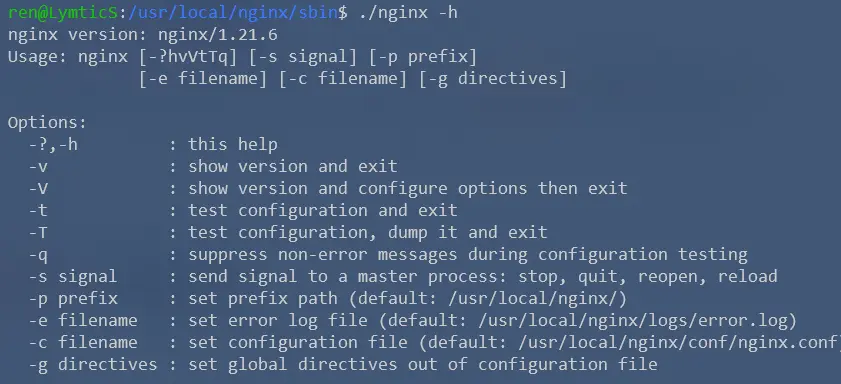 ren@LymticS:/usr/local/nginx/sbin$ ./nginx -h
nginx version: nginx/1.21.6
Usage: nginx [-?hvVtTq] [-s signal] [-p prefix]
             [-e filename] [-c filename] [-g directives]

Options:
  -?,-h         : this help
  -v            : show version and exit
  -V            : show version and configure options then exit
  -t            : test configuration and exit
  -T            : test configuration, dump it and exit
  -q            : suppress non-error messages during configuration testing
  -s signal     : send signal to a master process: stop, quit, reopen, reload
  -p prefix     : set prefix path (default: /usr/local/nginx/)
  -e filename   : set error log file (default: /usr/local/nginx/logs/error.log)
  -c filename   : set configuration file (default: /usr/local/nginx/conf/nginx.conf)
  -g directives : set global directives out of configuration file